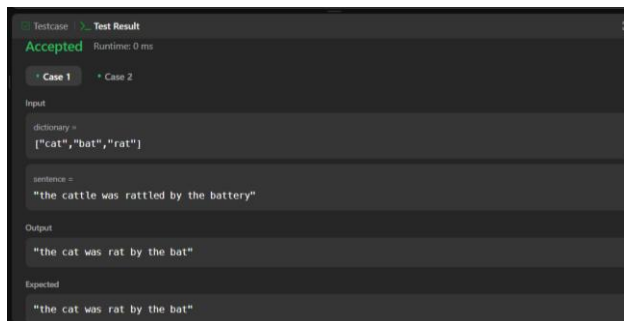 Testcase >_ Test Result
Accepted Runtime: 0 ms
• Case 1 • Case 2
Input
dictionary =
["cat","bat","rat"]
sentence =
"the cattle was rattled by the battery"
Output
"the cat was rat by the bat"
Expected
"the cat was rat by the bat"